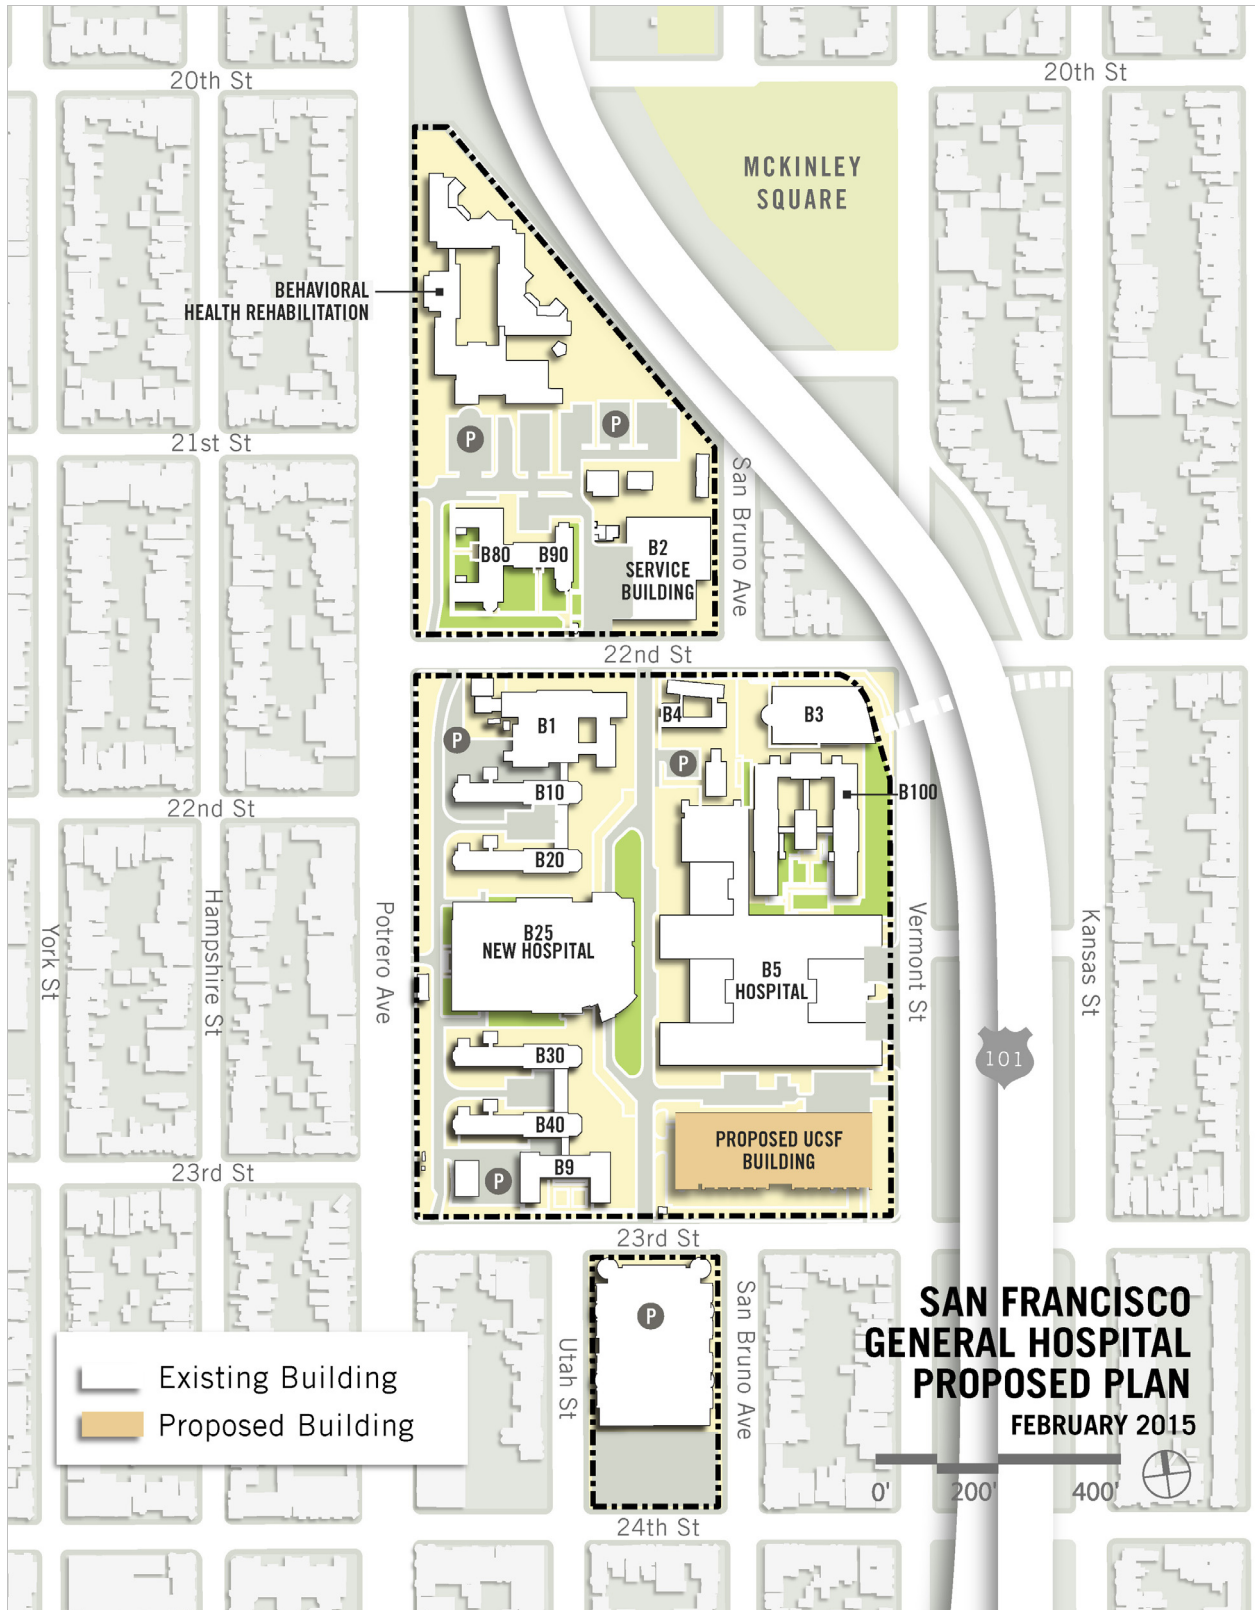 20th St
20th St
MCKINLEY
SQUARE
BEHAVIORAL
HEALTH REHABILITATION
P
P
21st St
San Bruno Ave
B80
B90
B2
SERVICE
BUILDING
22nd St
B1
B4
B3
P
P
B10
B100
22nd St
B20
York St
Hampshire St
Potrero Ave
B25
NEW HOSPITAL
B5
HOSPITAL
Vermont St
Kansas St
101
B30
B40
PROPOSED UCSF
BUILDING
B9
P
23rd St
23rd St
P
Utah St
San Bruno Ave
SAN FRANCISCO
GENERAL HOSPITAL
PROPOSED PLAN
FEBRUARY 2015
Existing Building
Proposed Building
0'
200'
400'
24th St